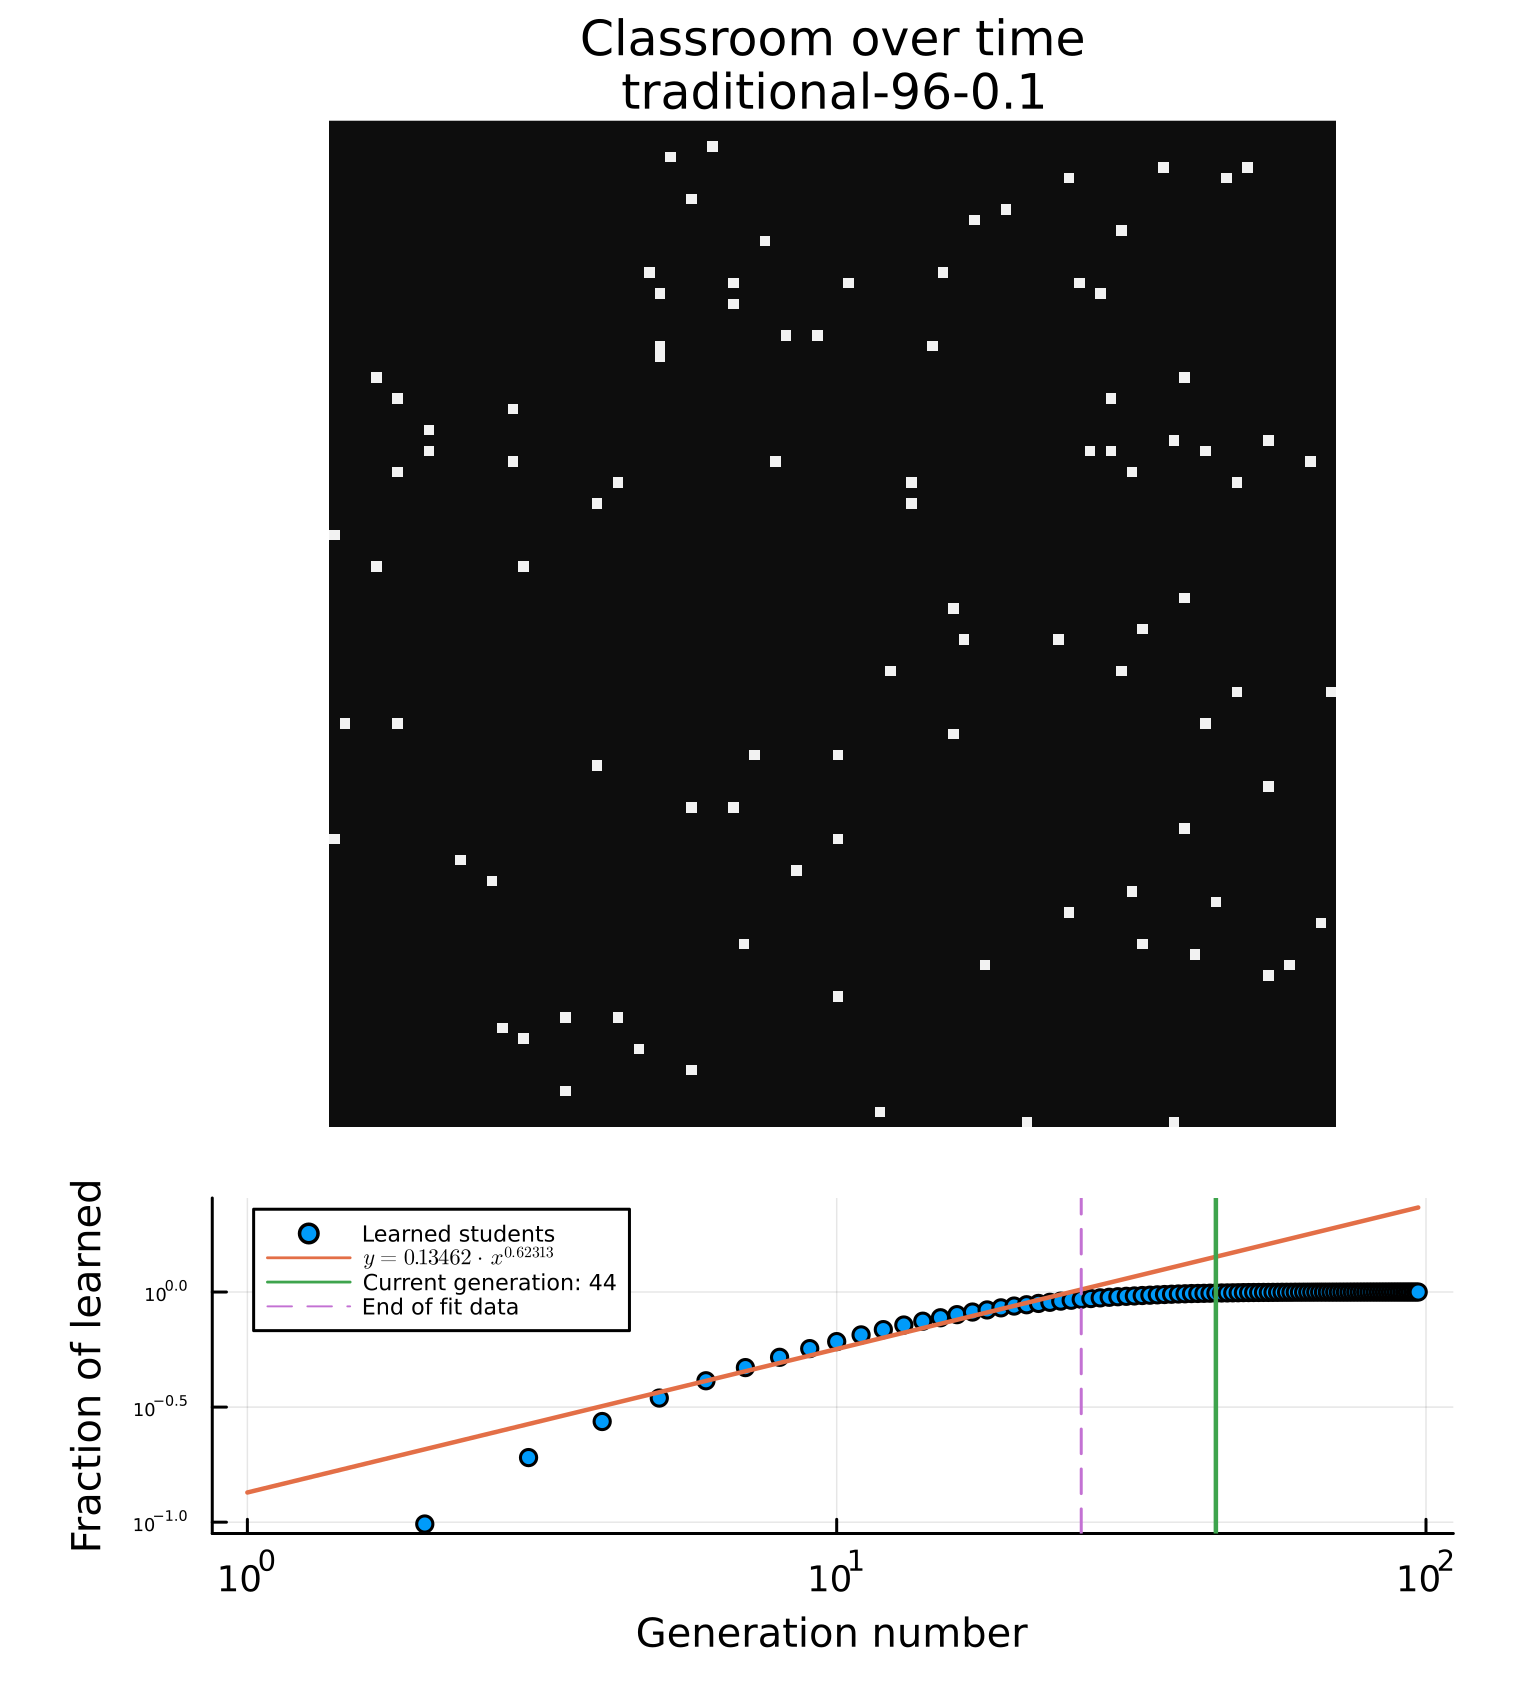 Classroom over time
traditional-96-0.1
Fraction of learned
Learned students
y = 0.13462 · x^0.62313
Current generation: 44
End of fit data
10^0.0
10^−0.5
10^−1.0
10^0 10^1 10^2
Generation number